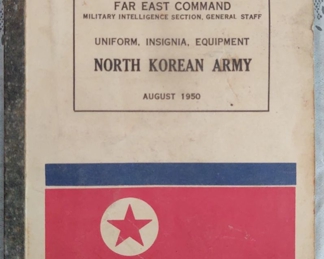 FAR EAST COMMAND
MILITARY INTELLIGENCE SECTION, GENERAL STAFF
UNIFORM, INSIGNIA, EQUIPMENT
NORTH KOREAN ARMY
AUGUST 1950